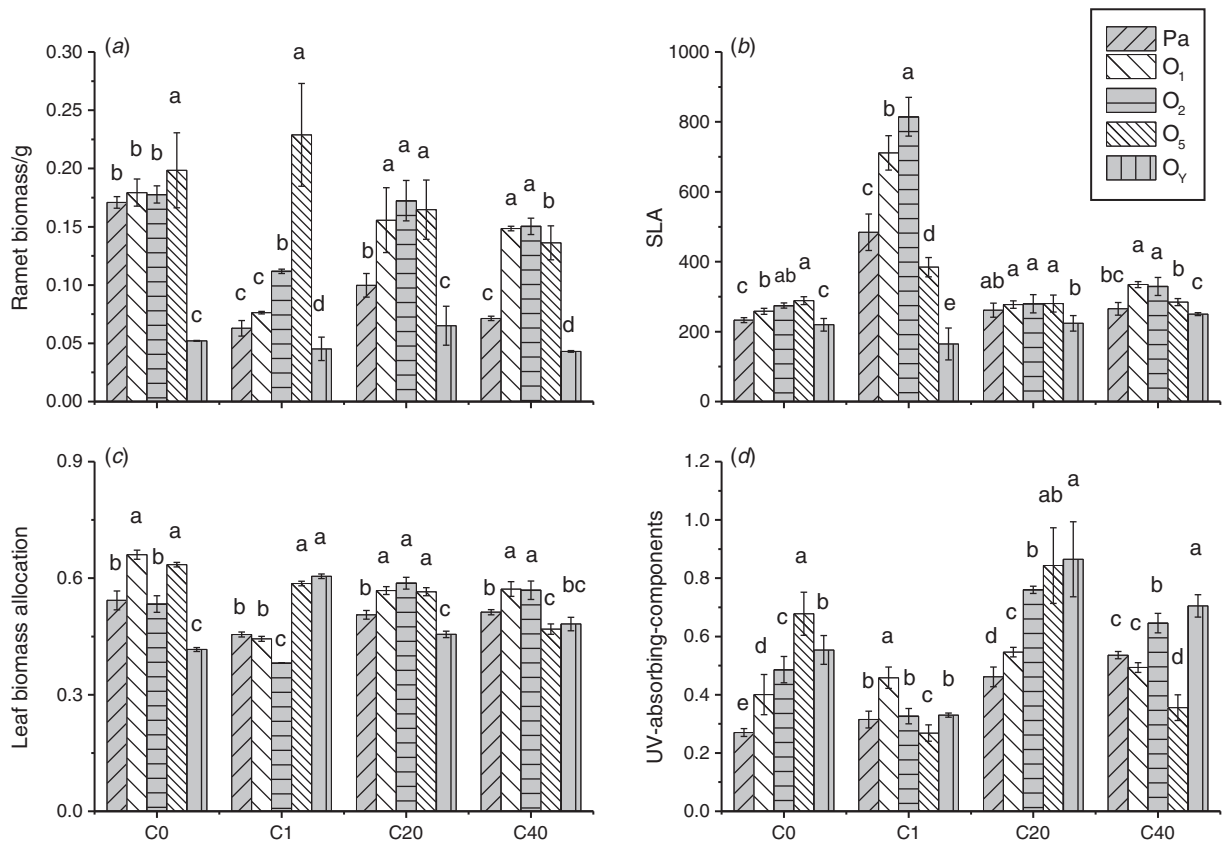 (a)
0.30
0.25
0.20
0.15
0.10
0.05
0.00
Ramet biomass/g
b b b a c
c c b a d
b a a a c
c a a b d
(b)
1000
800
600
400
200
0
SLA
c b ab a c
c b a d e
ab a a a b
bc a a b c
Pa
O1
O2
O5
OY
(c)
0.9
0.6
0.3
0.0
Leaf biomass allocation
b a b a c
b b c a a
b a a a c
b a a c bc
C0 C1 C20 C40
(d)
1.2
1.0
0.8
0.6
0.4
0.2
0.0
UV-absorbing-components
e d c a b
b a b c b
d c b ab a
c c b d a
C0 C1 C20 C40